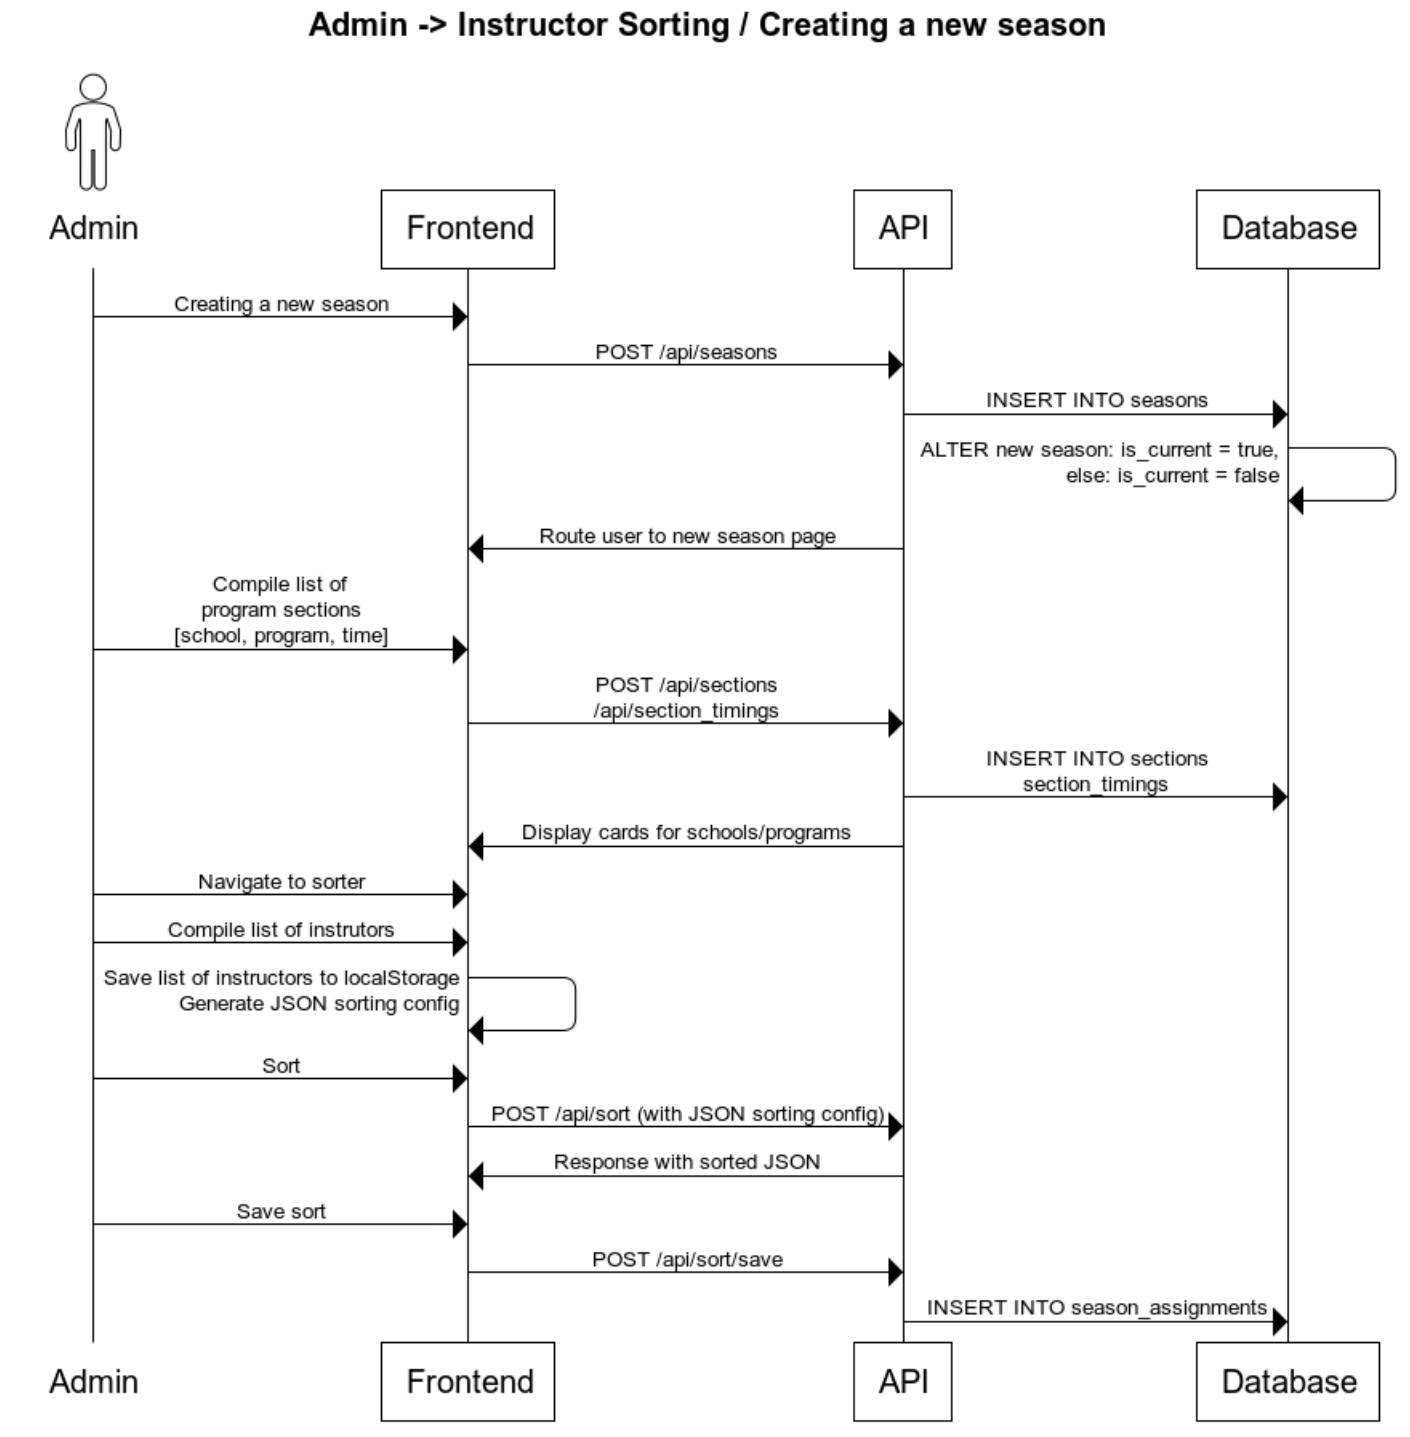 Admin -> Instructor Sorting / Creating a new season
Admin
Frontend
API
Database
Creating a new season
POST /api/seasons
INSERT INTO seasons
ALTER new season: is_current = true,
else: is_current = false
Route user to new season page
Compile list of
program sections
[school, program, time]
POST /api/sections
/api/section_timings
INSERT INTO sections
section_timings
Display cards for schools/programs
Navigate to sorter
Compile list of instrutors
Save list of instructors to localStorage
Generate JSON sorting config
Sort
POST /api/sort (with JSON sorting config)
Response with sorted JSON
Save sort
POST /api/sort/save
INSERT INTO season_assignments
Admin
Frontend
API
Database